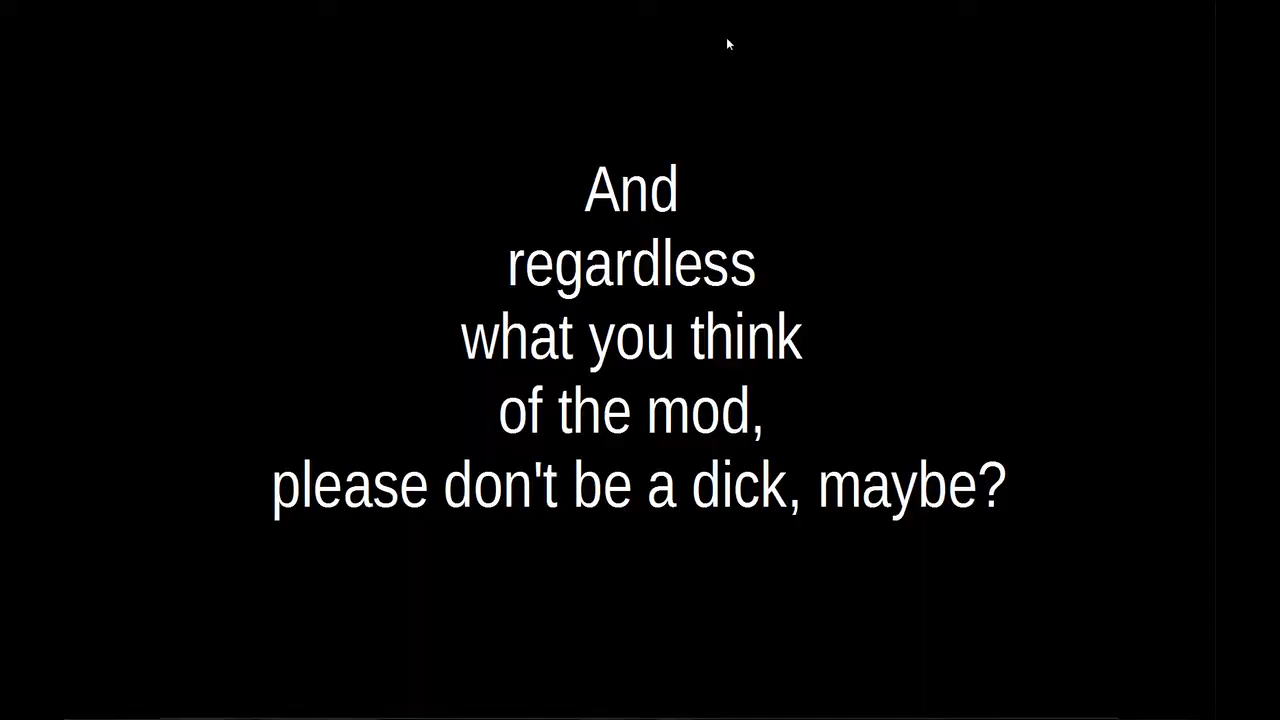 And
regardless
what you think
of the mod,
please don't be a dick, maybe?